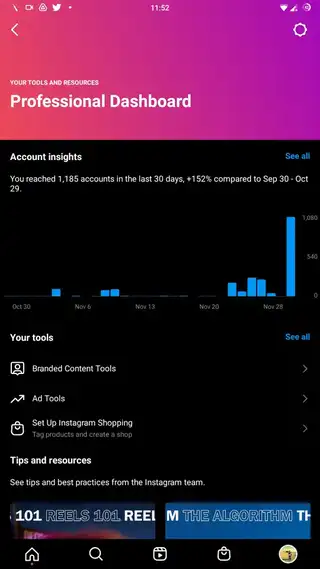 11:52
YOUR TOOLS AND RESOURCES
Professional Dashboard
Account insights
See all
You reached 1,185 accounts in the last 30 days, +152% compared to Sep 30 - Oct
29.
1,080
540
0
Oct 30
Nov 6
Nov 13
Nov 20
Nov 28
Your tools
See all
Branded Content Tools
Ad Tools
Set Up Instagram Shopping
Tag products and create a shop
Tips and resources
See tips and best practices from the Instagram team.
S 101 REELS 101 REEL
M THE ALGORITHM TH